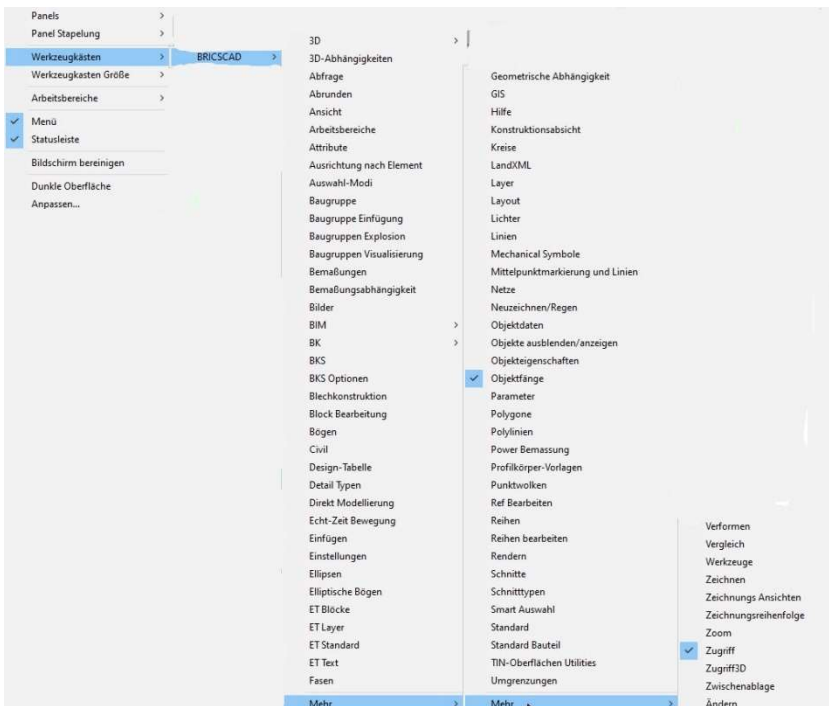 Panels
Panel Stapelung
Werkzeugkästen
Werkzeugkasten Größe
Arbeitsbereiche
Menü
Statusleiste
Bildschirm bereinigen
Dunkle Oberfläche
Anpassen...
BRICSCAD
3D
3D-Abhängigkeiten
Abfrage
Abrunden
Ansicht
Arbeitsbereiche
Attribute
Ausrichtung nach Element
Auswahl-Modi
Baugruppe
Baugruppe Einfügung
Baugruppen Explosion
Baugruppen Visualisierung
Bemaßungen
Bemaßungsabhängigkeit
Bilder
BIM
BK
BKS
BKS Optionen
Blechkonstruktion
Block Bearbeitung
Bögen
Civil
Design-Tabelle
Detail Typen
Direkt Modellierung
Echt-Zeit Bewegung
Einfügen
Einstellungen
Ellipsen
Elliptische Bögen
ET Blöcke
ET Layer
ET Standard
ET Text
Fasen
Mehr
Geometrische Abhängigkeit
GIS
Hilfe
Konstruktionsabsicht
Kreise
LandXML
Layer
Layout
Lichter
Linien
Mechanical Symbole
Mittelpunktmarkierung und Linien
Netze
Neuzeichnen/Regen
Objektdaten
Objekte ausblenden/anzeigen
Objekteigenschaften
Objektfänge
Parameter
Polygone
Polylinien
Power Bemassung
Profilkörper-Vorlagen
Punktwolken
Ref Bearbeiten
Reihen
Reihen bearbeiten
Rendern
Schnitte
Schnitttypen
Smart Auswahl
Standard
Standard Bauteil
TIN-Oberflächen Utilities
Umgrenzungen
Mehr
Verformen
Vergleich
Werkzeuge
Zeichnen
Zeichnungs Ansichten
Zeichnungsreihenfolge
Zoom
Zugriff
Zugriff3D
Zwischenablage
Ändern